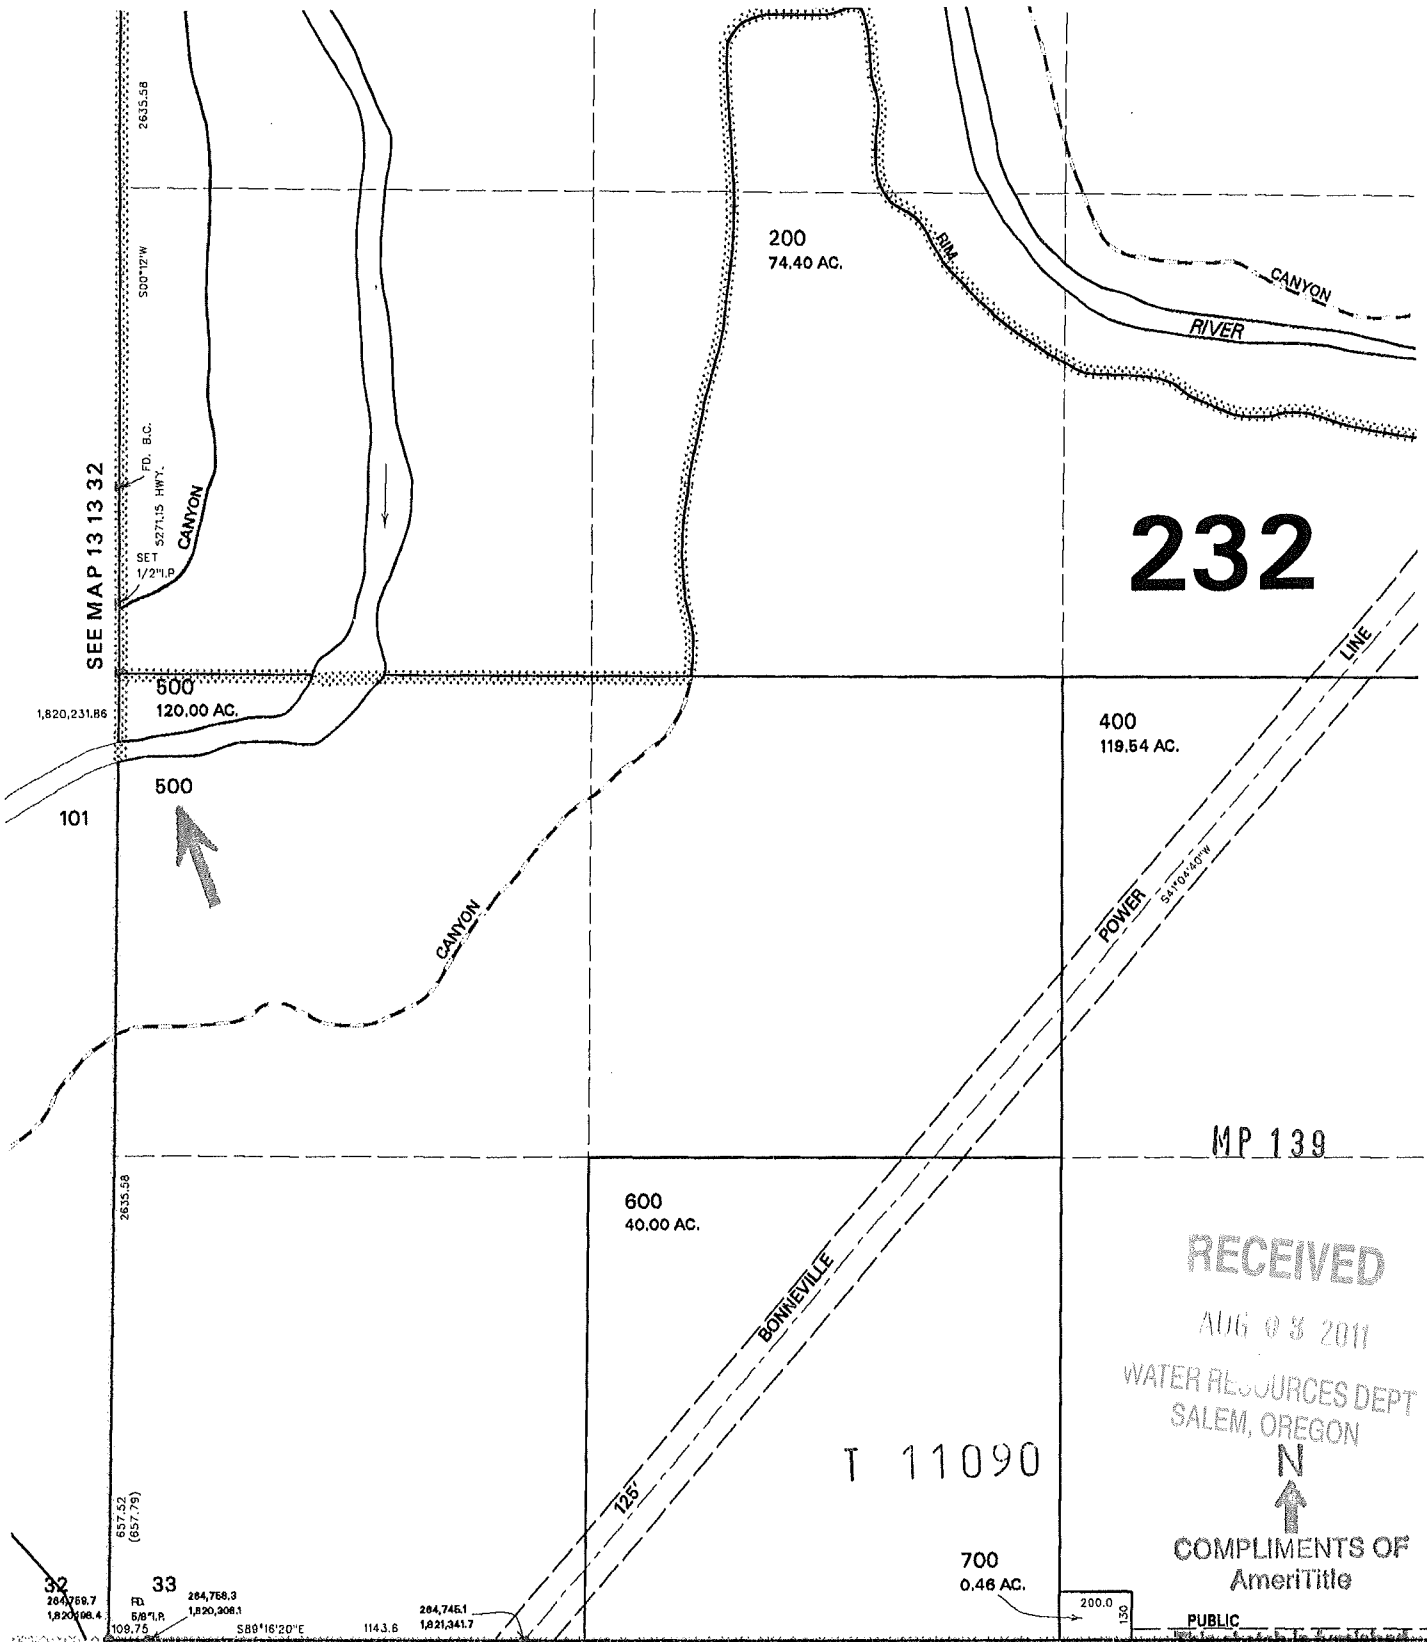 2635.58
S00°12'W
200
74.40 AC.
RIM
CANYON
RIVER
SEE MAP 13 13 32
FD. B.C.
5271.15 HWY.
CANYON
SET
1/2" I.P.
232
LINE
500
120.00 AC.
1,820,231.86
400
119.54 AC.
500
101
POWER
S41°04'40"W
CANYON
MP 139
2635.58
600
40.00 AC.
RECEIVED
AUG 03 2011
WATER RESOURCES DEPT
SALEM, OREGON
BONNEVILLE
125'
T 11090
N
COMPLIMENTS OF
AmeriTitle
657.52
(657.79)
700
0.46 AC.
32
33
264,759.7
FD.
264,758.3
5/8" I.P.
1,820,308.1
264,745.1
1,821,341.7
109.75
S89°16'20"E
1143.6
200.0
130
PUBLIC